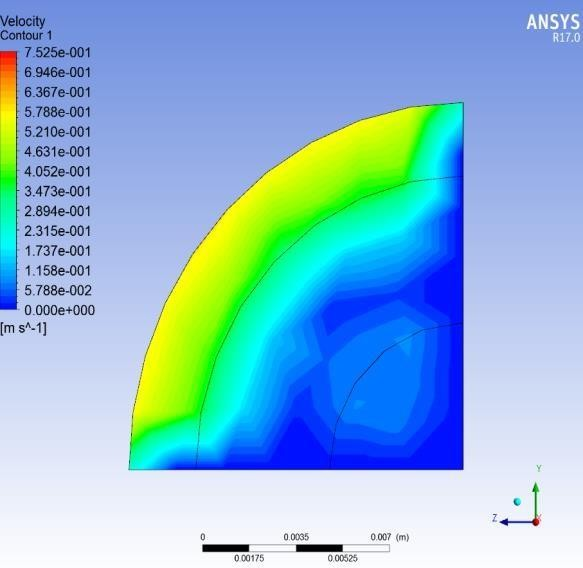 Velocity
Contour 1
7.525e-001
6.946e-001
6.367e-001
5.788e-001
5.210e-001
4.631e-001
4.052e-001
3.473e-001
2.894e-001
2.315e-001
1.737e-001
1.158e-001
5.788e-002
0.000e+000
[m s^-1]
ANSYS
R17.0
Y
Z
X
0 0.0035 0.007 (m)
0.00175 0.00525